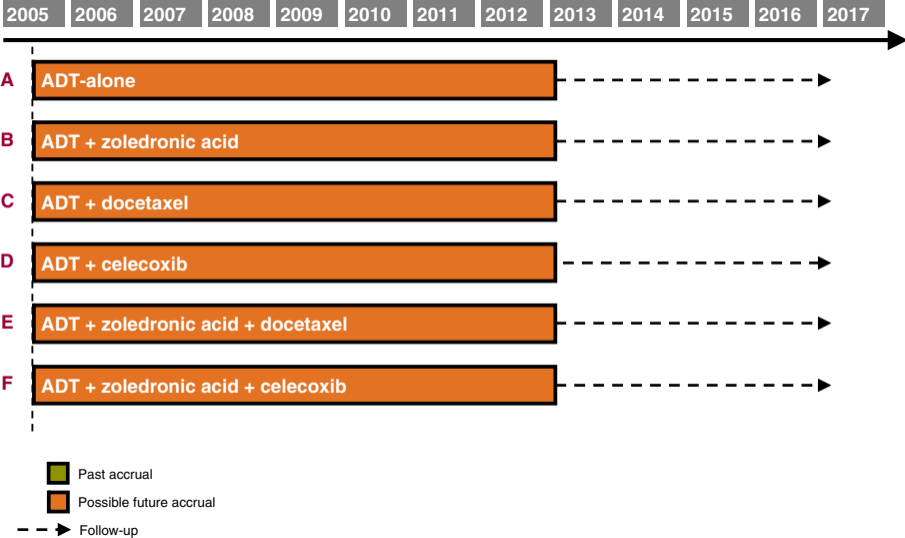 2005 2006 2007 2008 2009 2010 2011 2012 2013 2014 2015 2016 2017
A ADT-alone
B ADT + zoledronic acid
C ADT + docetaxel
D ADT + celecoxib
E ADT + zoledronic acid + docetaxel
F ADT + zoledronic acid + celecoxib
Past accrual
Possible future accrual
Follow-up